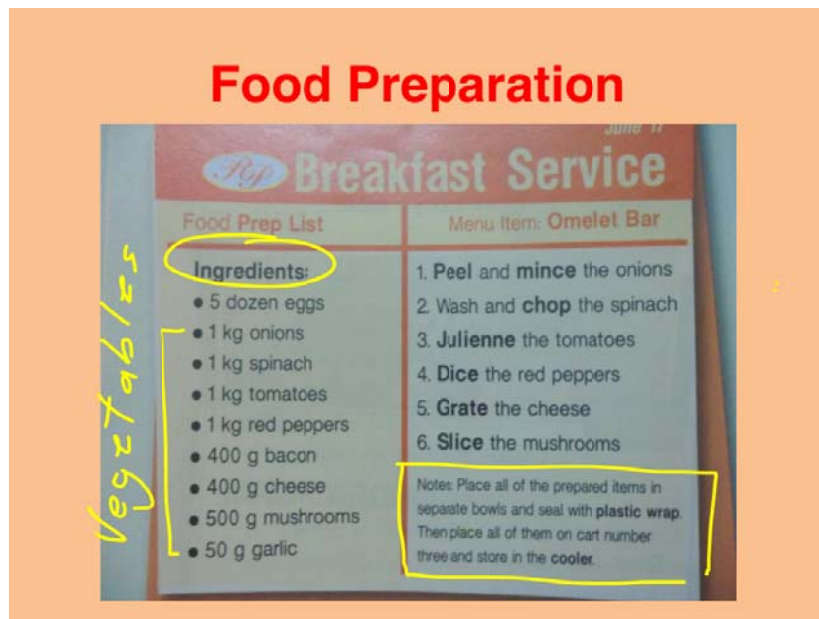 Food Preparation
June 17
RP Breakfast Service
Food Prep List
Menu Item: Omelet Bar
Ingredients:
• 5 dozen eggs
• 1 kg onions
• 1 kg spinach
• 1 kg tomatoes
• 1 kg red peppers
• 400 g bacon
• 400 g cheese
• 500 g mushrooms
• 50 g garlic
Vegetables
1. Peel and mince the onions
2. Wash and chop the spinach
3. Julienne the tomatoes
4. Dice the red peppers
5. Grate the cheese
6. Slice the mushrooms
Notes: Place all of the prepared items in
separate bowls and seal with plastic wrap.
Then place all of them on cart number
three and store in the cooler.